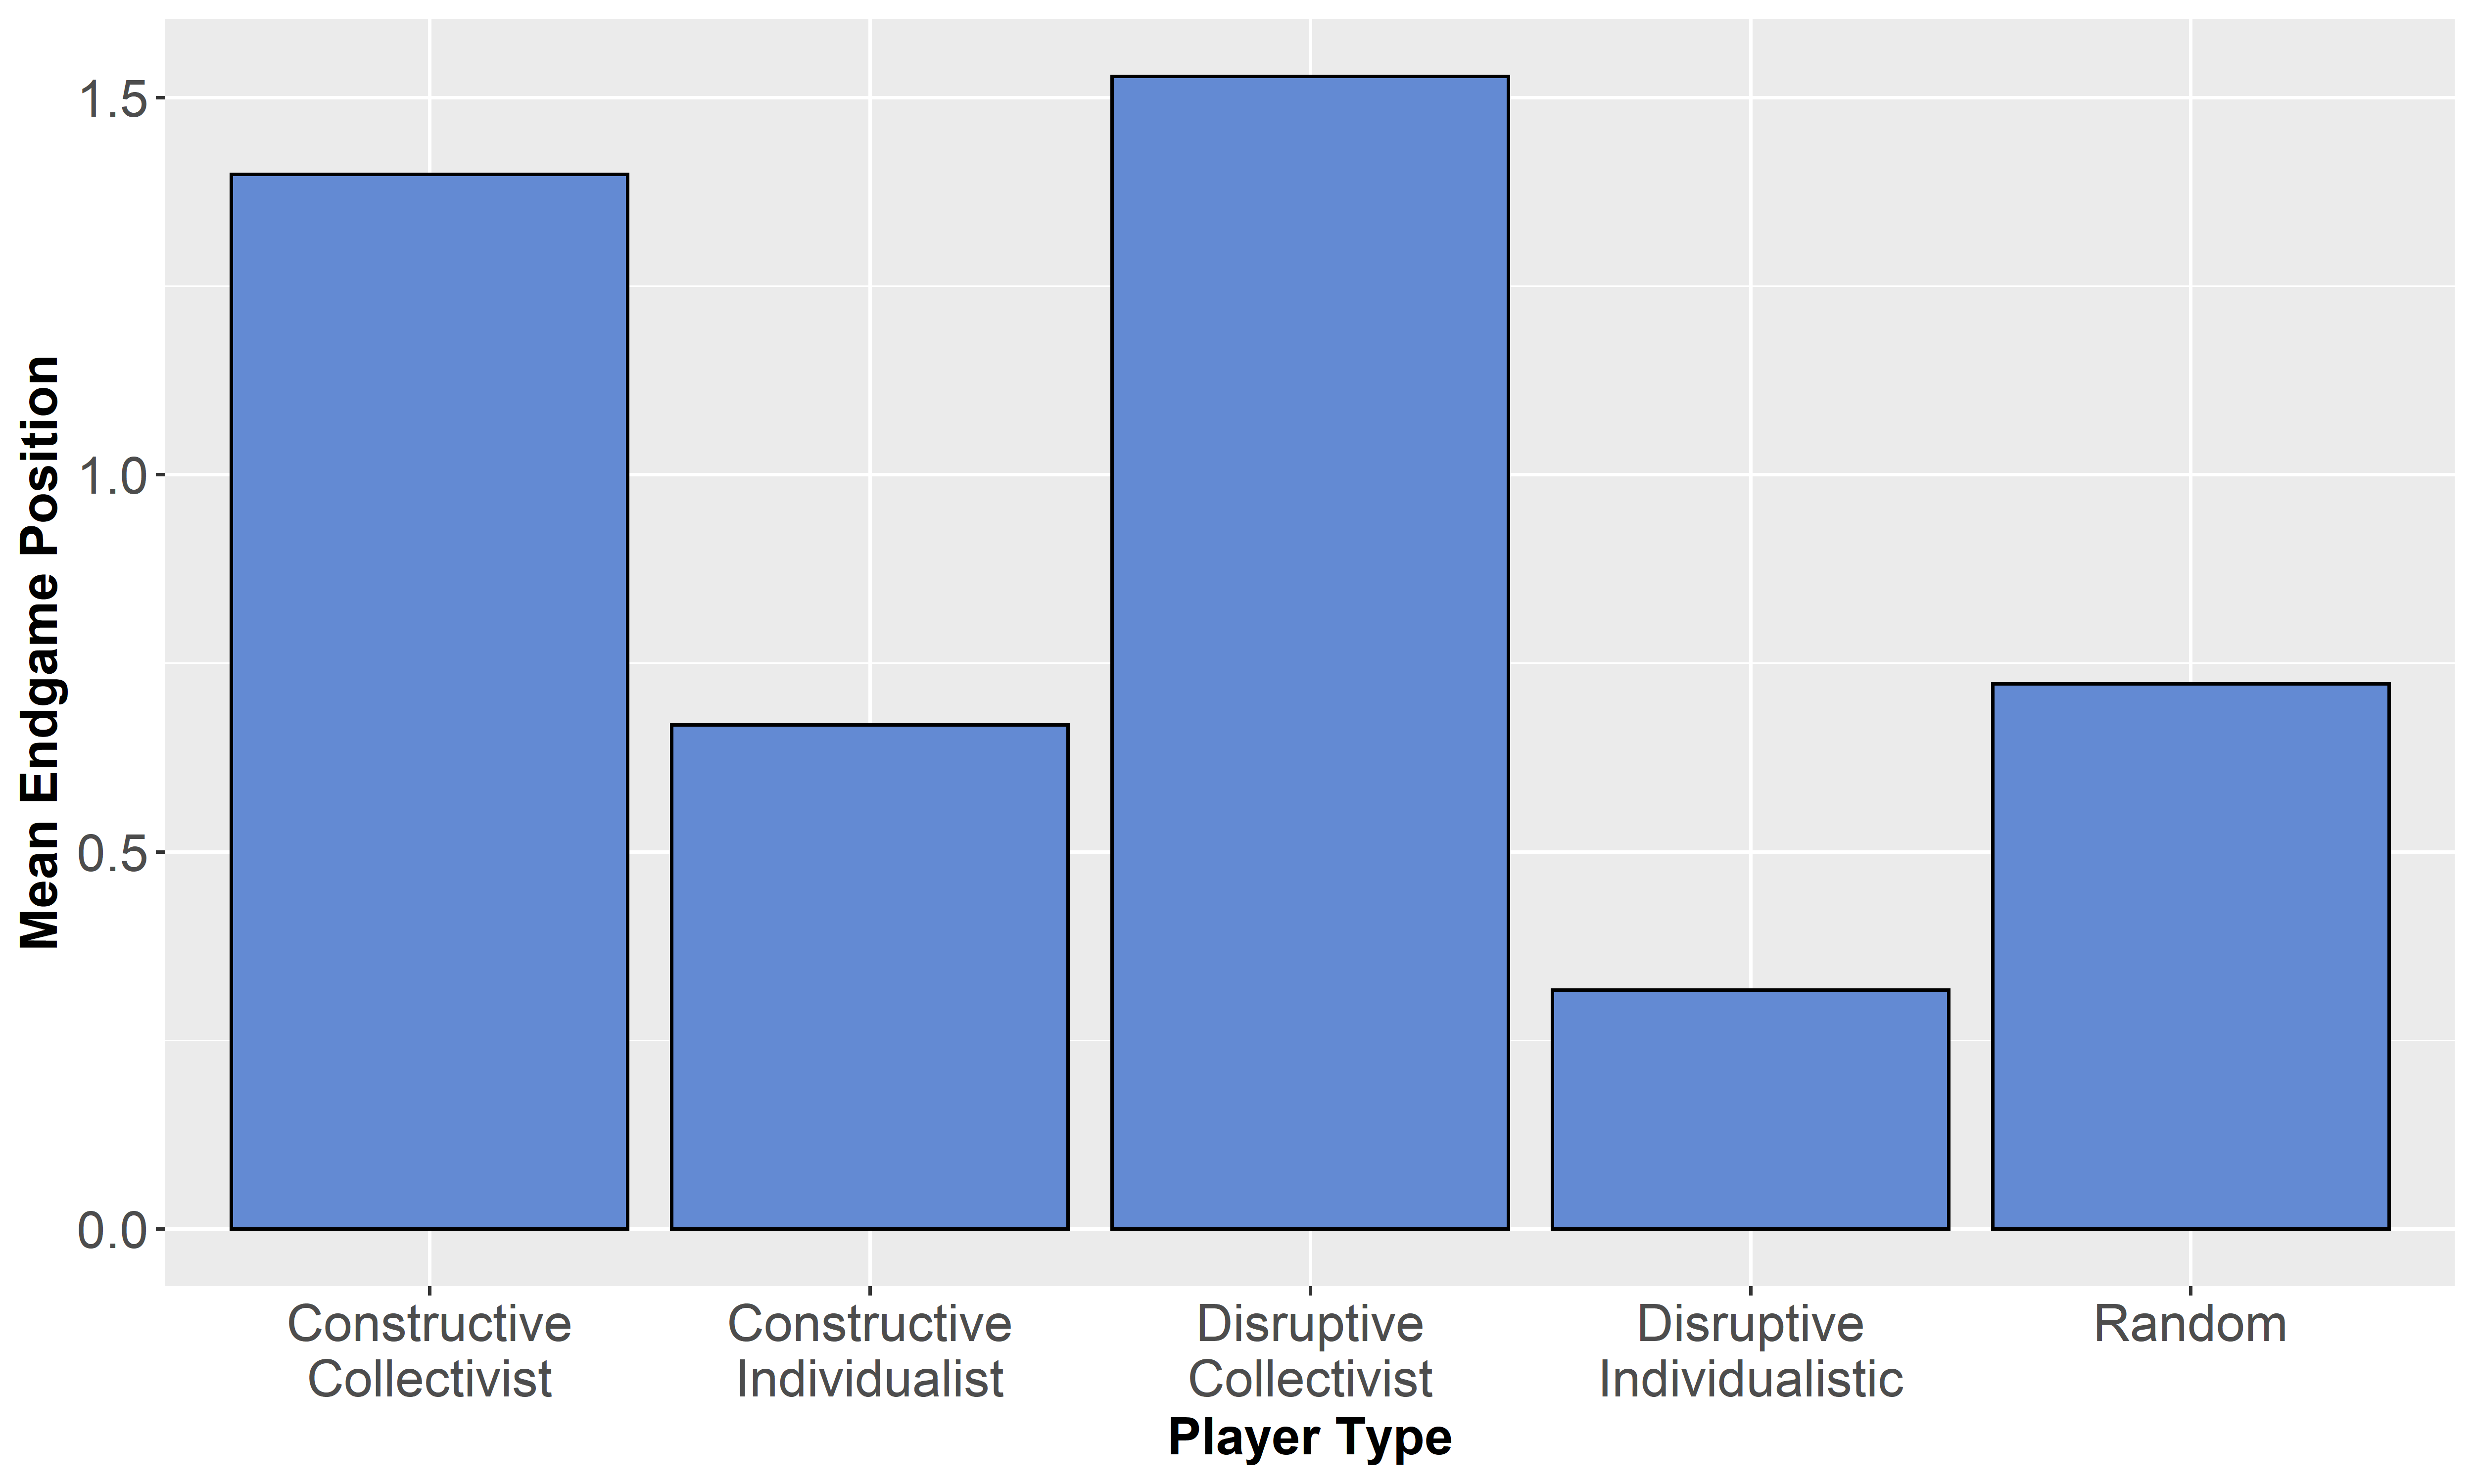 Mean Endgame Position
1.5
1.0
0.5
0.0
Constructive
Collectivist
Constructive
Individualist
Disruptive
Collectivist
Disruptive
Individualistic
Random
Player Type